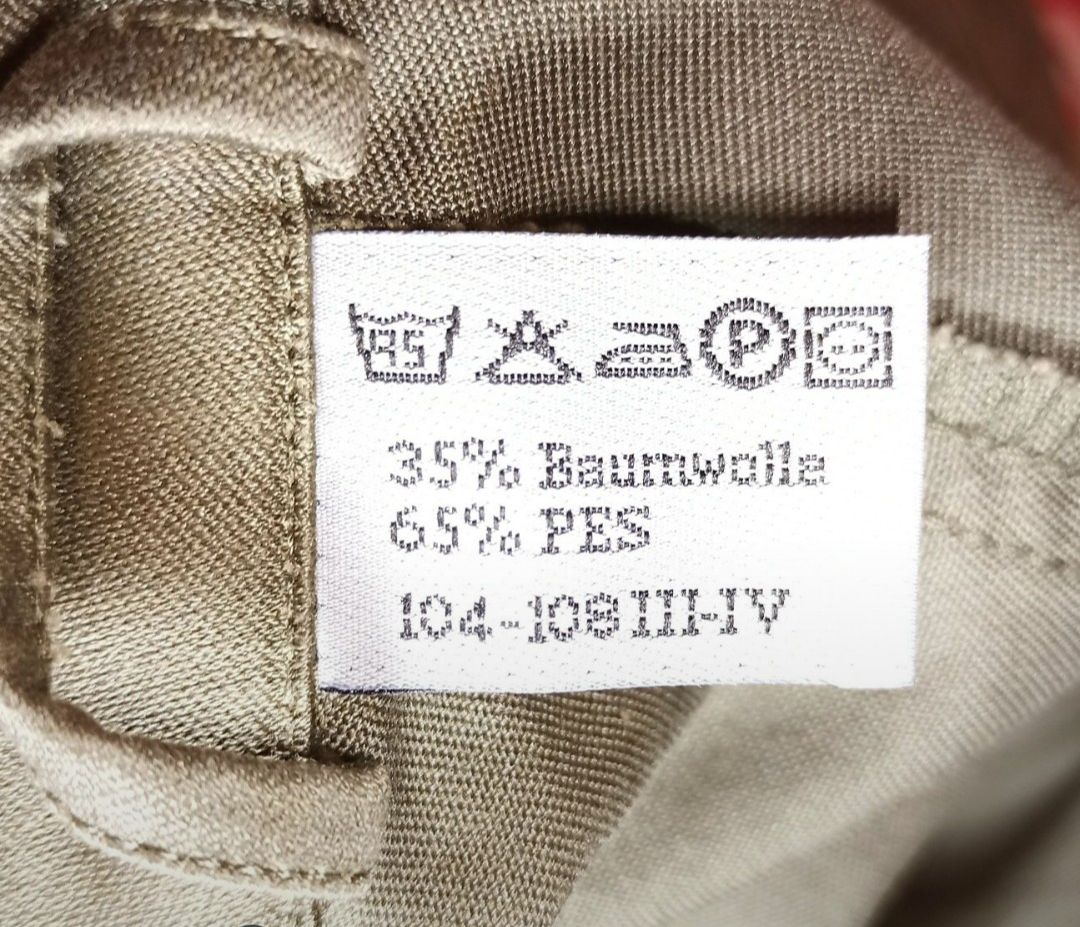 95
P
35% Baumwolle
65% PES
104-108 III-IV